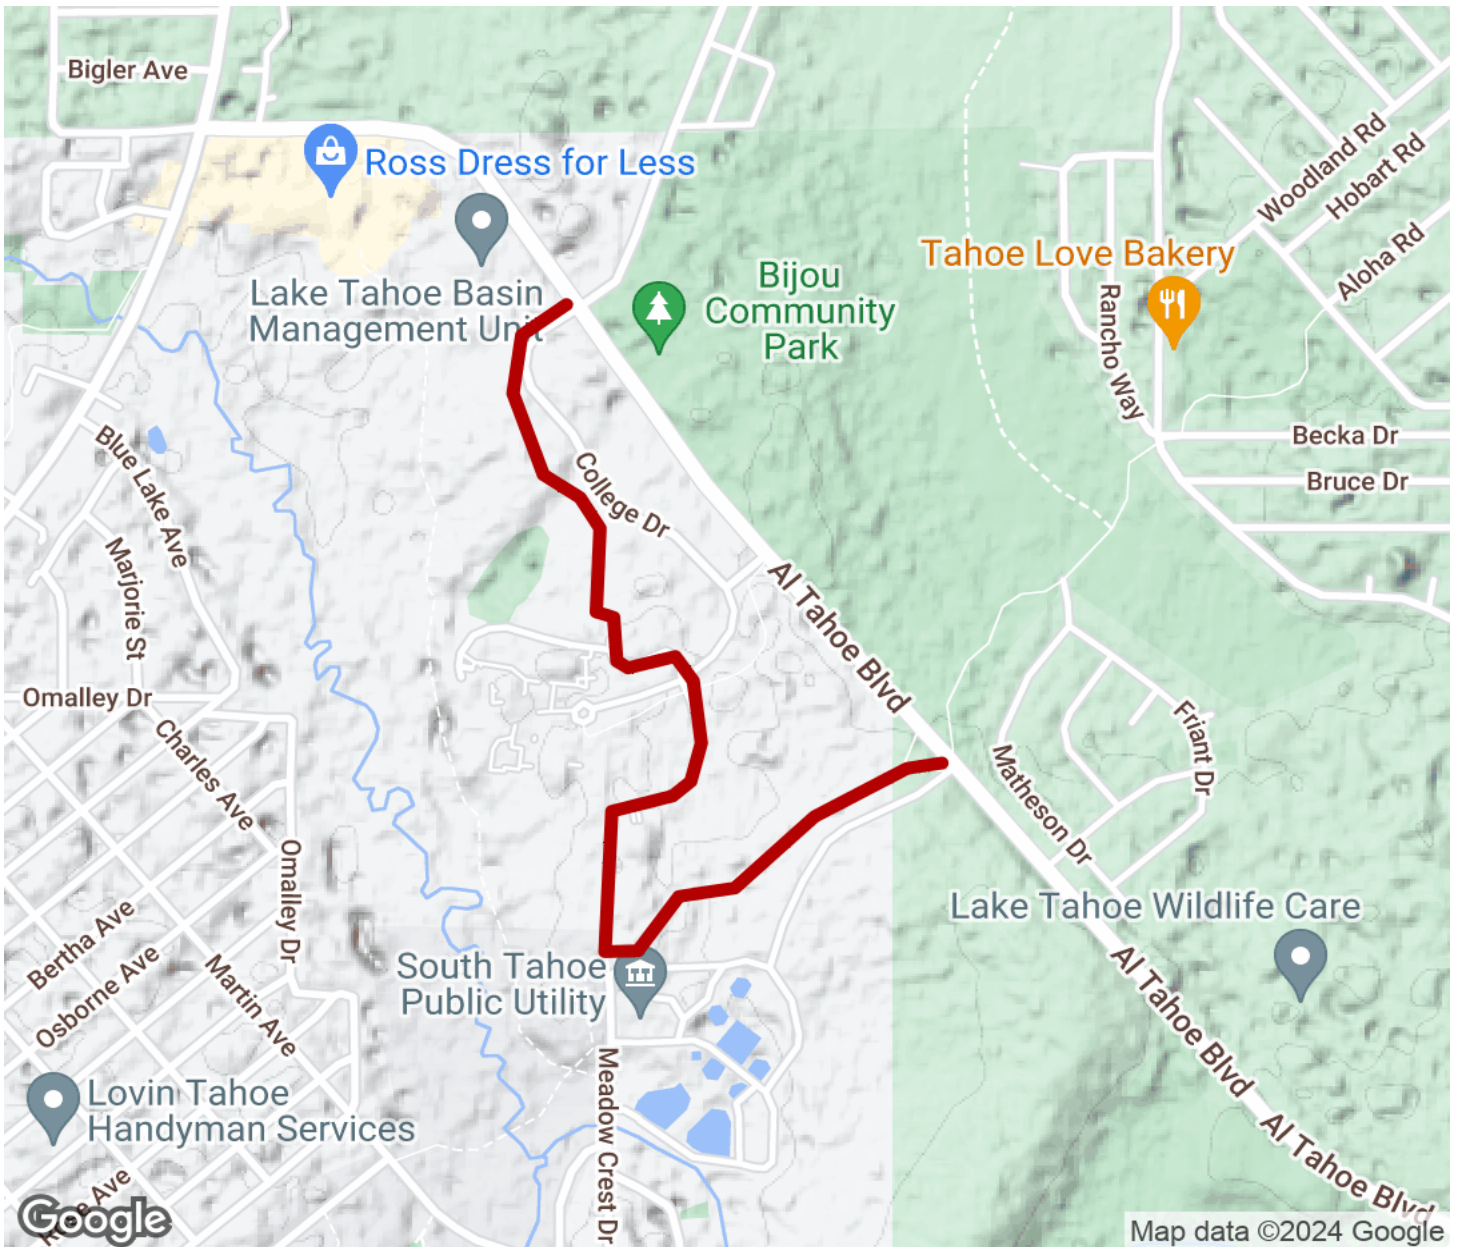 Bigler Ave
Ross Dress for Less
Woodland Rd
Hobart Rd
Aloha Rd
Tahoe Love Bakery
Lake Tahoe Basin
Management Unit
Bijou
Community
Park
Rancho Way
Becka Dr
Bruce Dr
Blue Lake Ave
College Dr
Marjorie St
Al Tahoe Blvd
Omalley Dr
Charles Ave
Friant Dr
Matheson Dr
Omalley Dr
Lake Tahoe Wildlife Care
Bertha Ave
Osborne Ave
Martin Ave
South Tahoe
Public Utility
Al Tahoe Blvd
Meadow Crest Dr
Lovin Tahoe
Handyman Services
Al Tahoe Blvd
Ave
Google
Map data ©2024 Google